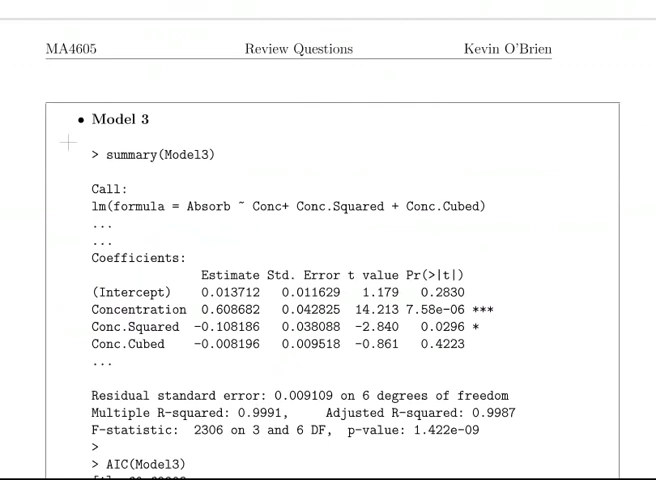 MA4605 Review Questions Kevin O'Brien
• Model 3
> summary(Model3)
Call:
lm(formula = Absorb ~ Conc+ Conc.Squared + Conc.Cubed)
...
...
Coefficients:
Estimate Std. Error t value Pr(>|t|)
(Intercept) 0.013712 0.011629 1.179 0.2830
Concentration 0.608682 0.042825 14.213 7.58e-06 ***
Conc.Squared -0.108186 0.038088 -2.840 0.0296 *
Conc.Cubed -0.008196 0.009518 -0.861 0.4223
...
Residual standard error: 0.009109 on 6 degrees of freedom
Multiple R-squared: 0.9991, Adjusted R-squared: 0.9987
F-statistic: 2306 on 3 and 6 DF, p-value: 1.422e-09
>
> AIC(Model3)